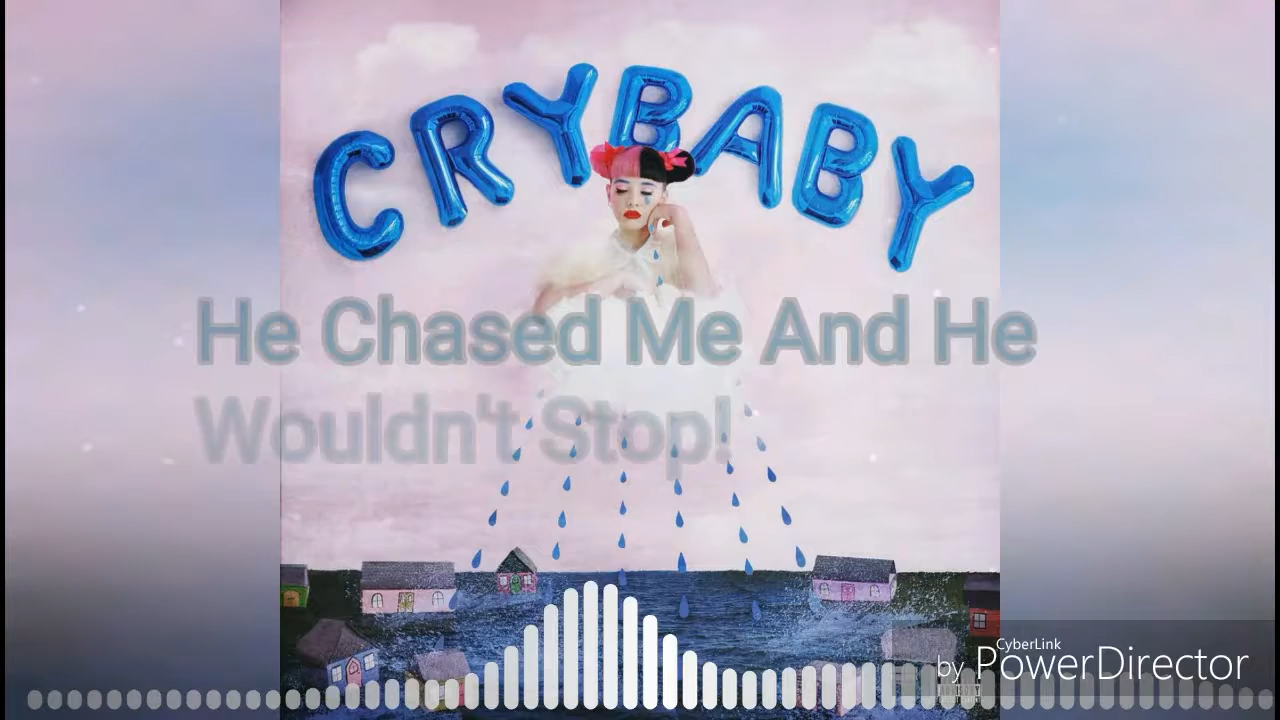 CRYBABY
He Chased Me And He
Wouldn't Stop!
CyberLink
by PowerDirector